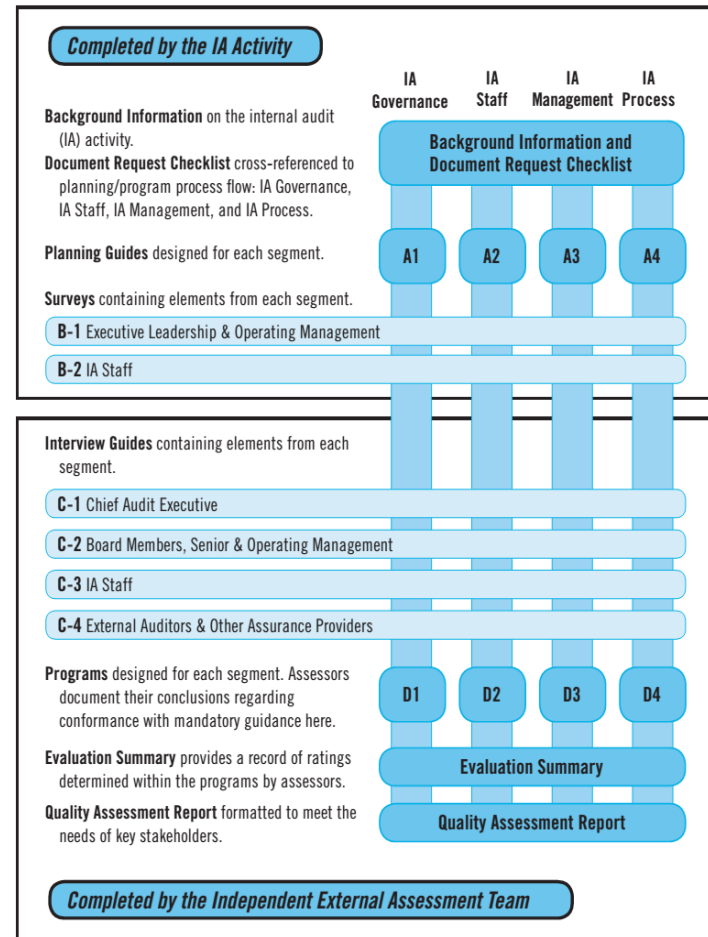 Completed by the IA Activity
IA Governance
IA Staff
IA Management
IA Process
Background Information on the internal audit
(IA) activity.
Document Request Checklist cross-referenced to
planning/program process flow: IA Governance,
IA Staff, IA Management, and IA Process.
Background Information and
Document Request Checklist
Planning Guides designed for each segment.
A1
A2
A3
A4
Surveys containing elements from each segment.
B-1 Executive Leadership & Operating Management
B-2 IA Staff
Interview Guides containing elements from each
segment.
C-1 Chief Audit Executive
C-2 Board Members, Senior & Operating Management
C-3 IA Staff
C-4 External Auditors & Other Assurance Providers
Programs designed for each segment. Assessors
document their conclusions regarding
conformance with mandatory guidance here.
D1
D2
D3
D4
Evaluation Summary provides a record of ratings
determined within the programs by assessors.
Evaluation Summary
Quality Assessment Report formatted to meet the
needs of key stakeholders.
Quality Assessment Report
Completed by the Independent External Assessment Team